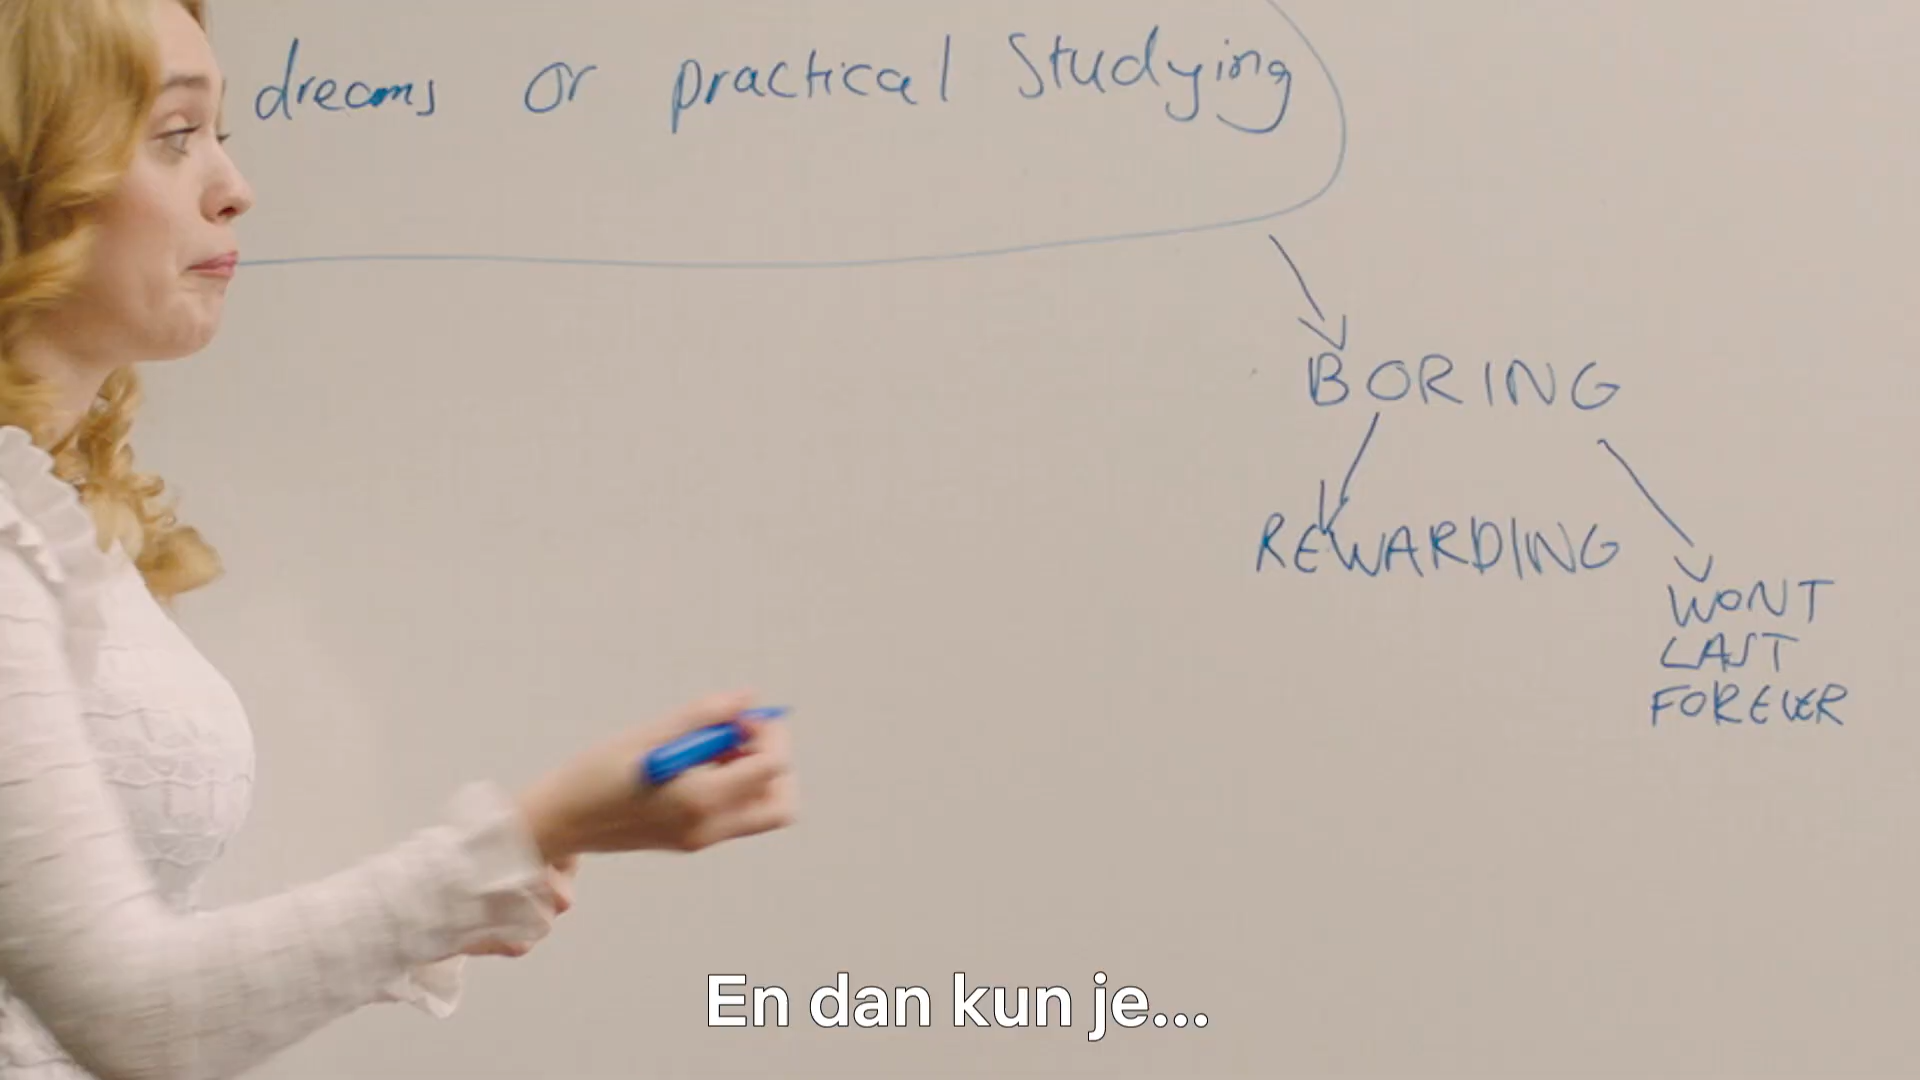 dreams or practical Studying
BORING
REWARDING
WONT
LAST
FOREVER
En dan kun je...